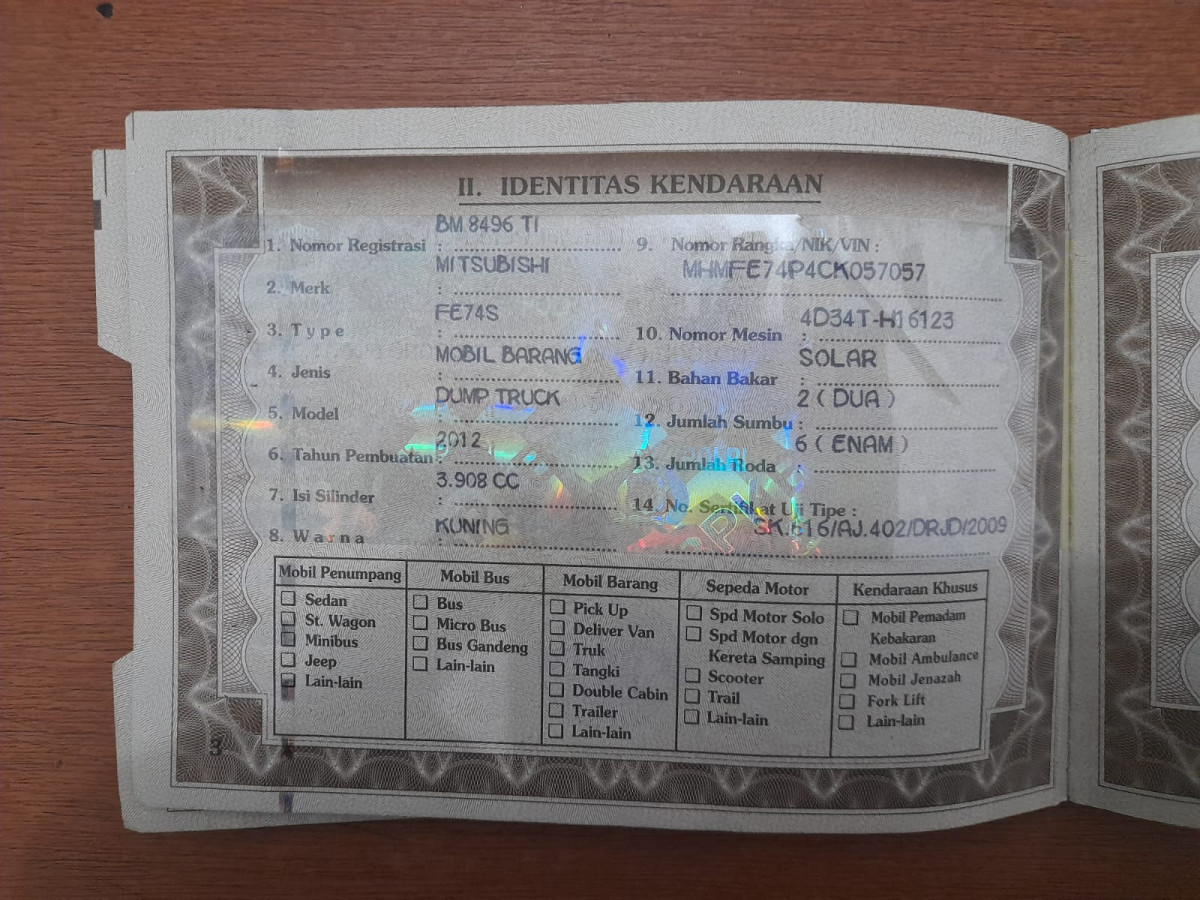 II. IDENTITAS KENDARAAN
1. Nomor Registrasi : BM 8496 TI
2. Merk : MITSUBISHI
3. Type : FE74S
4. Jenis : MOBIL BARANG
5. Model : DUMP TRUCK
6. Tahun Pembuatan : 2012
7. Isi Silinder : 3.908 CC
8. Warna : KUNING
9. Nomor Rangka/NIK/VIN :
MHMFE74P4CK057057
10. Nomor Mesin : 4D34T-H16123
11. Bahan Bakar : SOLAR
12. Jumlah Sumbu : 2 ( DUA )
13. Jumlah Roda : 6 ( ENAM )
14. No. Sertifikat Uji Tipe :
/AJ.402/DRJD/2009
Mobil Penumpang
Sedan
St. Wagon
Minibus
Jeep
Lain-lain
Mobil Bus
Bus
Micro Bus
Bus Gandeng
Lain-lain
Mobil Barang
Pick Up
Deliver Van
Truk
Tangki
Double Cabin
Trailer
Lain-lain
Sepeda Motor
Spd Motor Solo
Spd Motor dgn
Kereta Samping
Scooter
Trail
Lain-lain
Kendaraan Khusus
Mobil Pemadam
Kebakaran
Mobil Ambulance
Mobil Jenazah
Fork Lift
Lain-lain
3